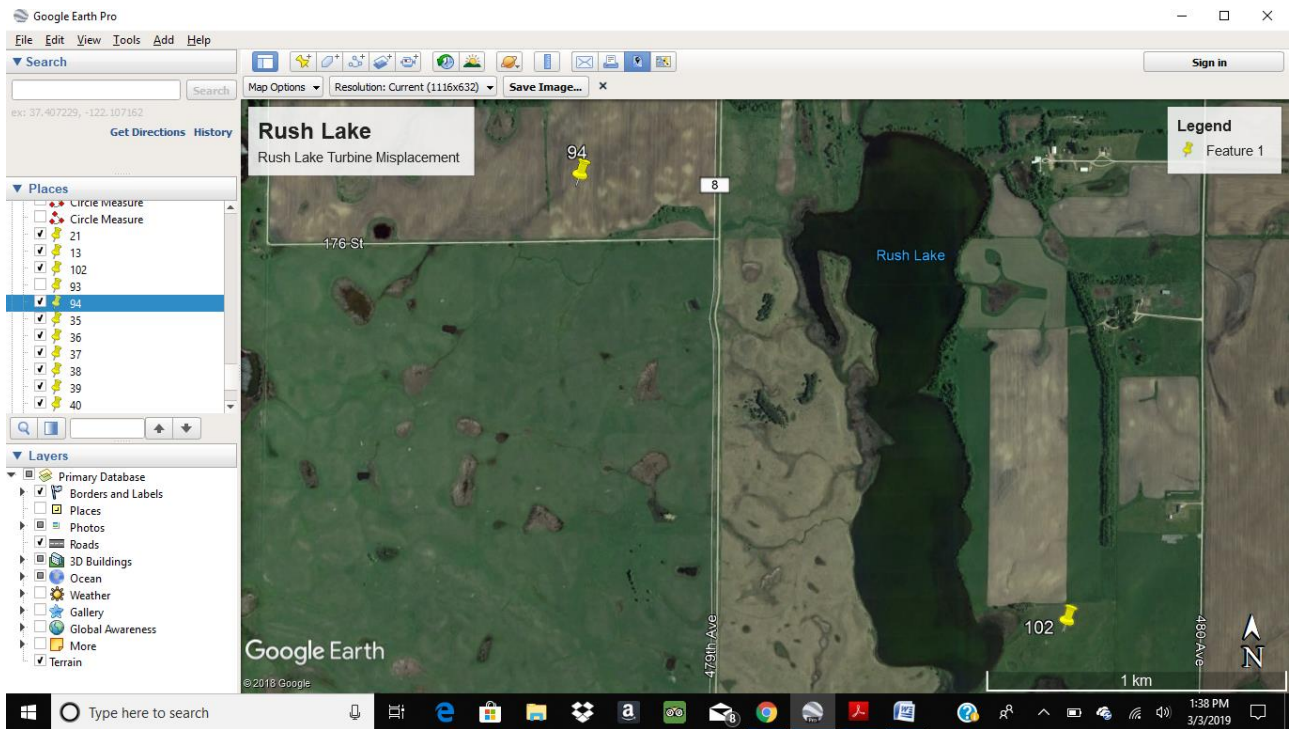 Google Earth Pro
File Edit View Tools Add Help
Search
Search
ex: 37.407229, -122.107162
Get Directions History
Places
Circle Measure
Circle Measure
21
13
102
93
94
35
36
37
38
39
40
Layers
Primary Database
Borders and Labels
Places
Photos
Roads
3D Buildings
Ocean
Weather
Gallery
Global Awareness
More
Terrain
Sign in
Map Options Resolution: Current (1116x632) Save Image... X
Rush Lake
Rush Lake Turbine Misplacement
Legend
Feature 1
94
8
176 St
Rush Lake
479th Ave
102
480 Ave
N
1 km
Google Earth
© 2018 Google
Type here to search
a
8
Pro
1:38 PM
3/3/2019